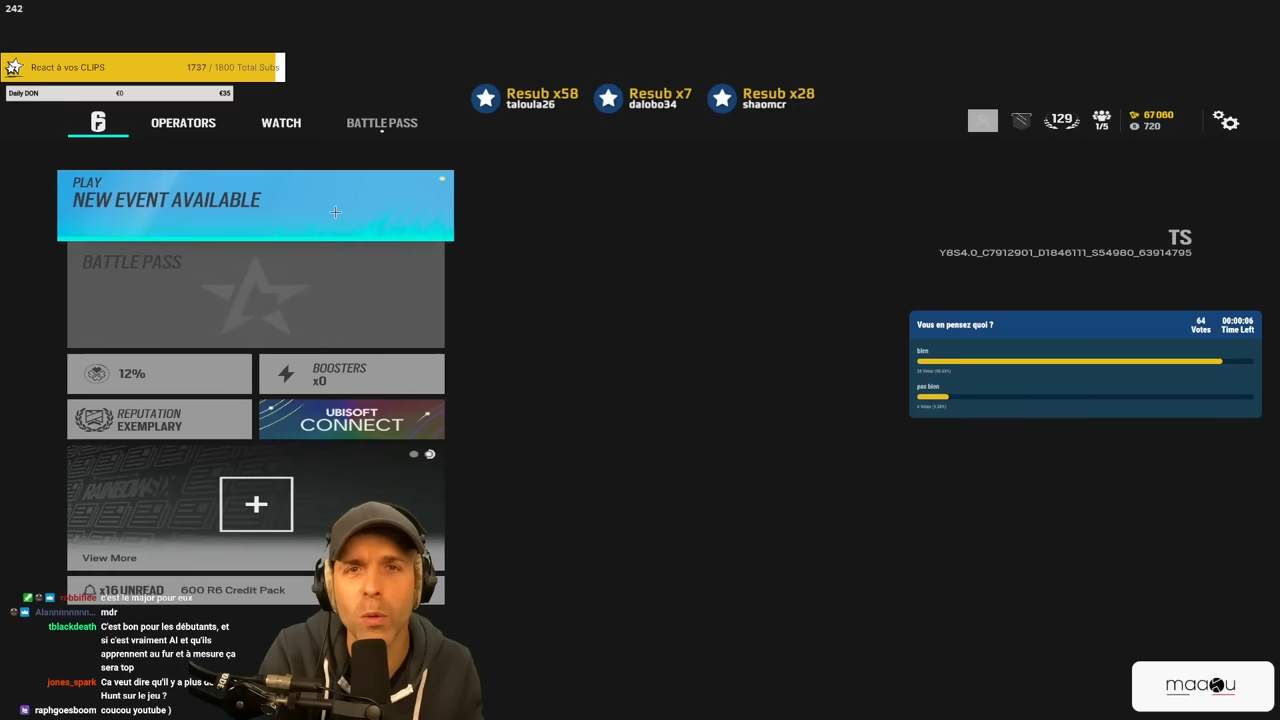 242
React à vos CLIPS 1737 / 1800 Total Subs
Daily DON €0 €35
Resub x58 Resub x7 Resub x28
taloula26 dalobo34 shaomcr
OPERATORS WATCH BATTLE PASS
129
1/5
67 060
720
PLAY
NEW EVENT AVAILABLE
BATTLE PASS
TS
Y8S4.0_C7912901_D1846111_S54980_63914795
Vous en pensez quoi ?
64 00:00:06
Votes Time Left
bien
pas bien
12%
BOOSTERS
x0
REPUTATION
EXEMPLARY
UBISOFT
CONNECT
RAINBOW SIX
View More
x16 UNREAD 600 R6 Credit Pack
c'est le major pour eux
Alannnnnnnn... mdr
tblackdeath C'est bon pour les débutants, et
si c'est vraiment AI et qu'ils
apprennent au fur et à mesure ça
sera top
jones_spark Ca veut dire qu'il y a plus
Hunt sur le jeu ?
raphgoesboom coucou youtube )
maaou